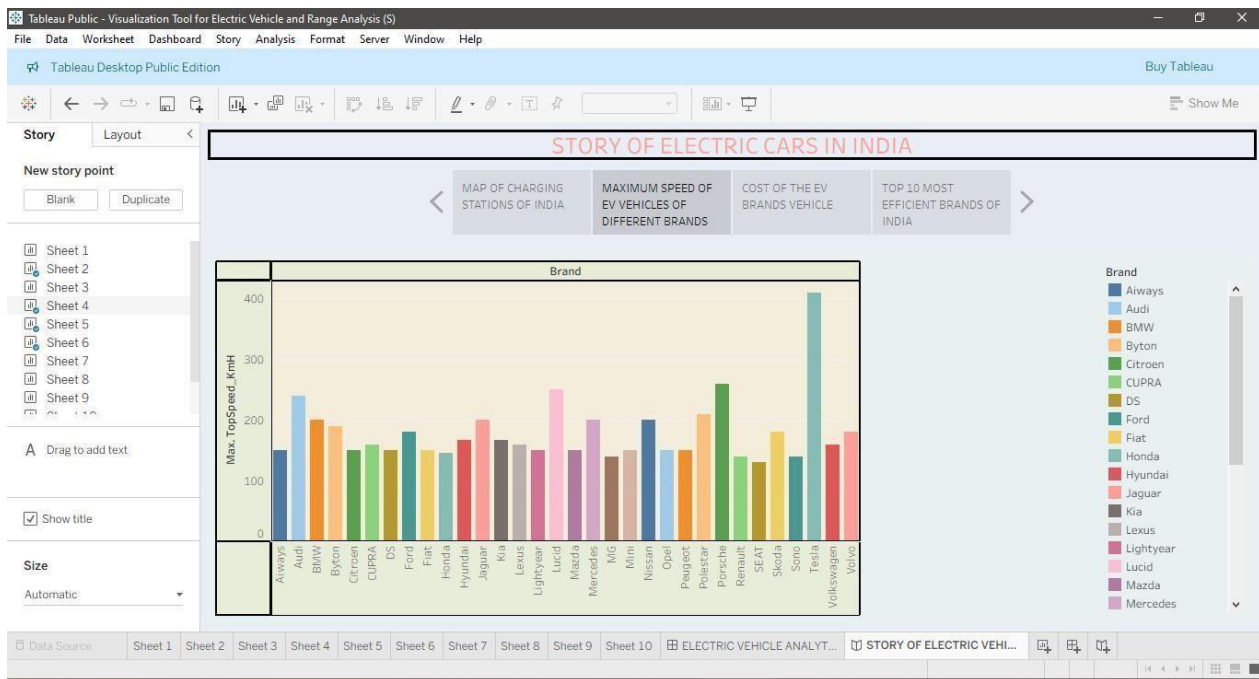 Tableau Public - Visualization Tool for Electric Vehicle and Range Analysis (S)
File Data Worksheet Dashboard Story Analysis Format Server Window Help
Tableau Desktop Public Edition Buy Tableau
Show Me
Story Layout
New story point
Blank Duplicate
Sheet 1
Sheet 2
Sheet 3
Sheet 4
Sheet 5
Sheet 6
Sheet 7
Sheet 8
Sheet 9
A Drag to add text
Show title
Size
Automatic
STORY OF ELECTRIC CARS IN INDIA
MAP OF CHARGING
STATIONS OF INDIA
MAXIMUM SPEED OF
EV VEHICLES OF
DIFFERENT BRANDS
COST OF THE EV
BRANDS VEHICLE
TOP 10 MOST
EFFICIENT BRANDS OF
INDIA
Brand
Max. TopSpeed_KmH
400
300
200
100
0
Aiways
Audi
BMW
Byton
Citroen
CUPRA
DS
Ford
Fiat
Honda
Hyundai
Jaguar
Kia
Lexus
Lightyear
Lucid
Mazda
Mercedes
MG
Mini
Nissan
Opel
Peugeot
Polestar
Porsche
Renault
SEAT
Skoda
Sono
Tesla
Volkswagen
Volvo
Brand
Aiways
Audi
BMW
Byton
Citroen
CUPRA
DS
Ford
Fiat
Honda
Hyundai
Jaguar
Kia
Lexus
Lightyear
Lucid
Mazda
Mercedes
Data Source Sheet 1 Sheet 2 Sheet 3 Sheet 4 Sheet 5 Sheet 6 Sheet 7 Sheet 8 Sheet 9 Sheet 10 ELECTRIC VEHICLE ANALYT... STORY OF ELECTRIC VEHI...